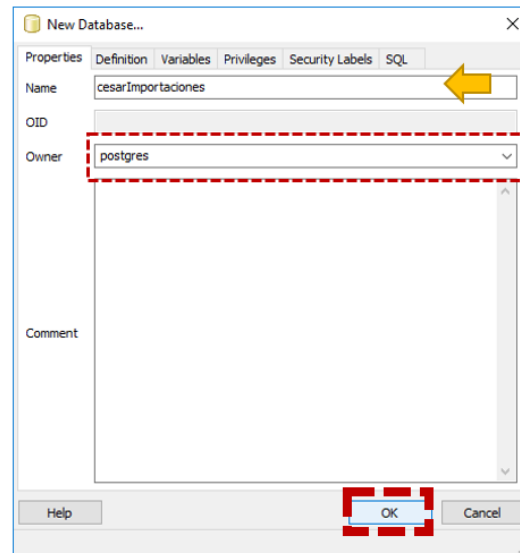 New Database...
Properties Definition Variables Privileges Security Labels SQL
Name cesarImportaciones
OID
Owner postgres
Comment
Help OK Cancel